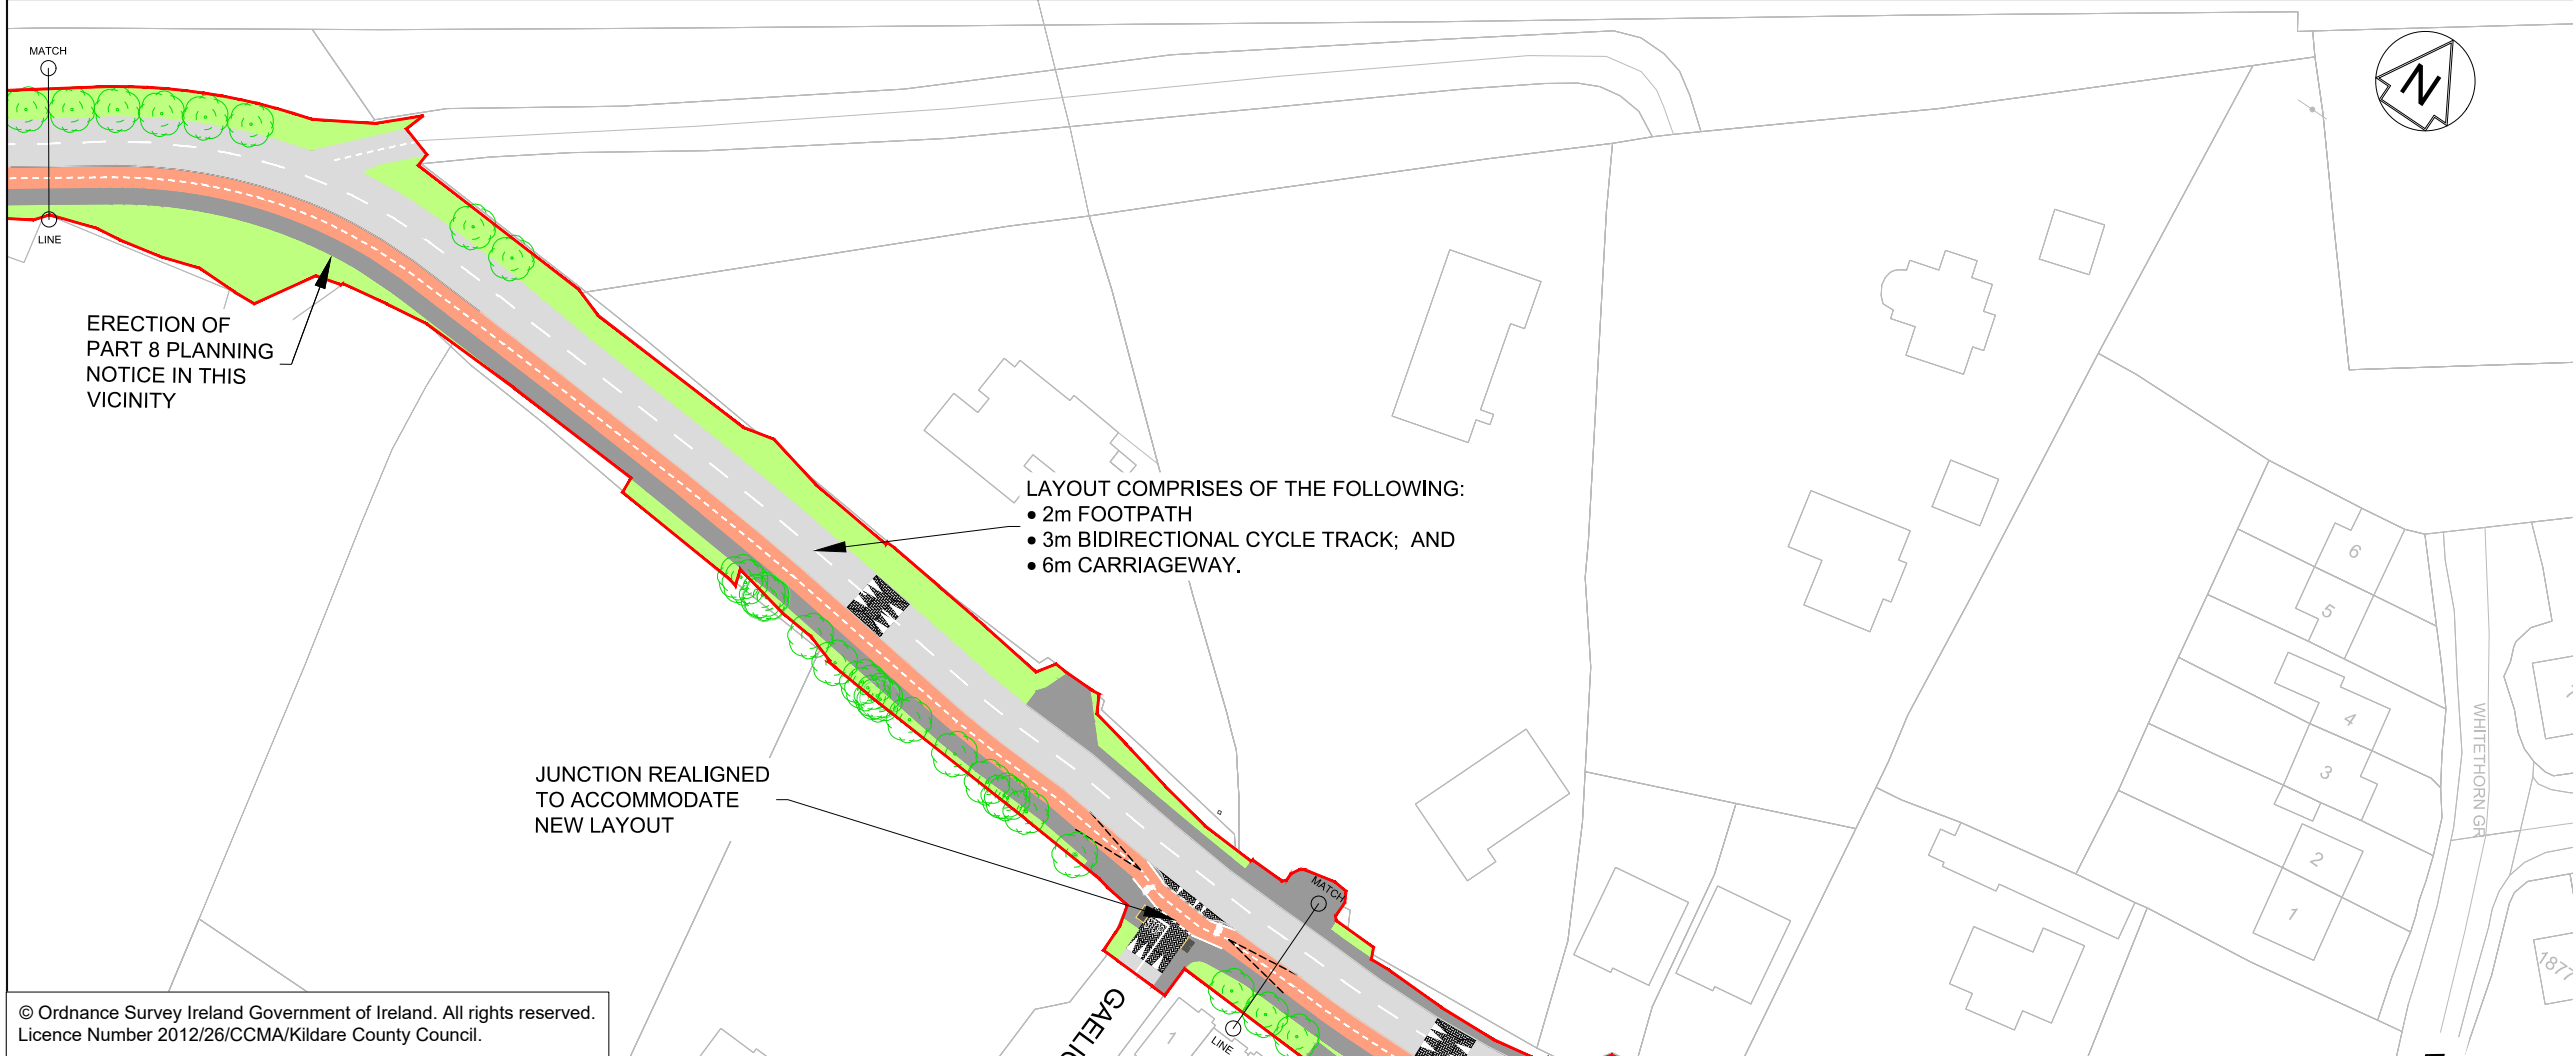 MATCH
LINE
N
ERECTION OF
PART 8 PLANNING
NOTICE IN THIS
VICINITY
LAYOUT COMPRISES OF THE FOLLOWING:
• 2m FOOTPATH
• 3m BIDIRECTIONAL CYCLE TRACK; AND
• 6m CARRIAGEWAY.
JUNCTION REALIGNED
TO ACCOMMODATE
NEW LAYOUT
MATCH
LINE
GAELIC
1
6
5
4
3
2
1
WHITETHORN GR
1877
© Ordnance Survey Ireland Government of Ireland. All rights reserved.
Licence Number 2012/26/CCMA/Kildare County Council.